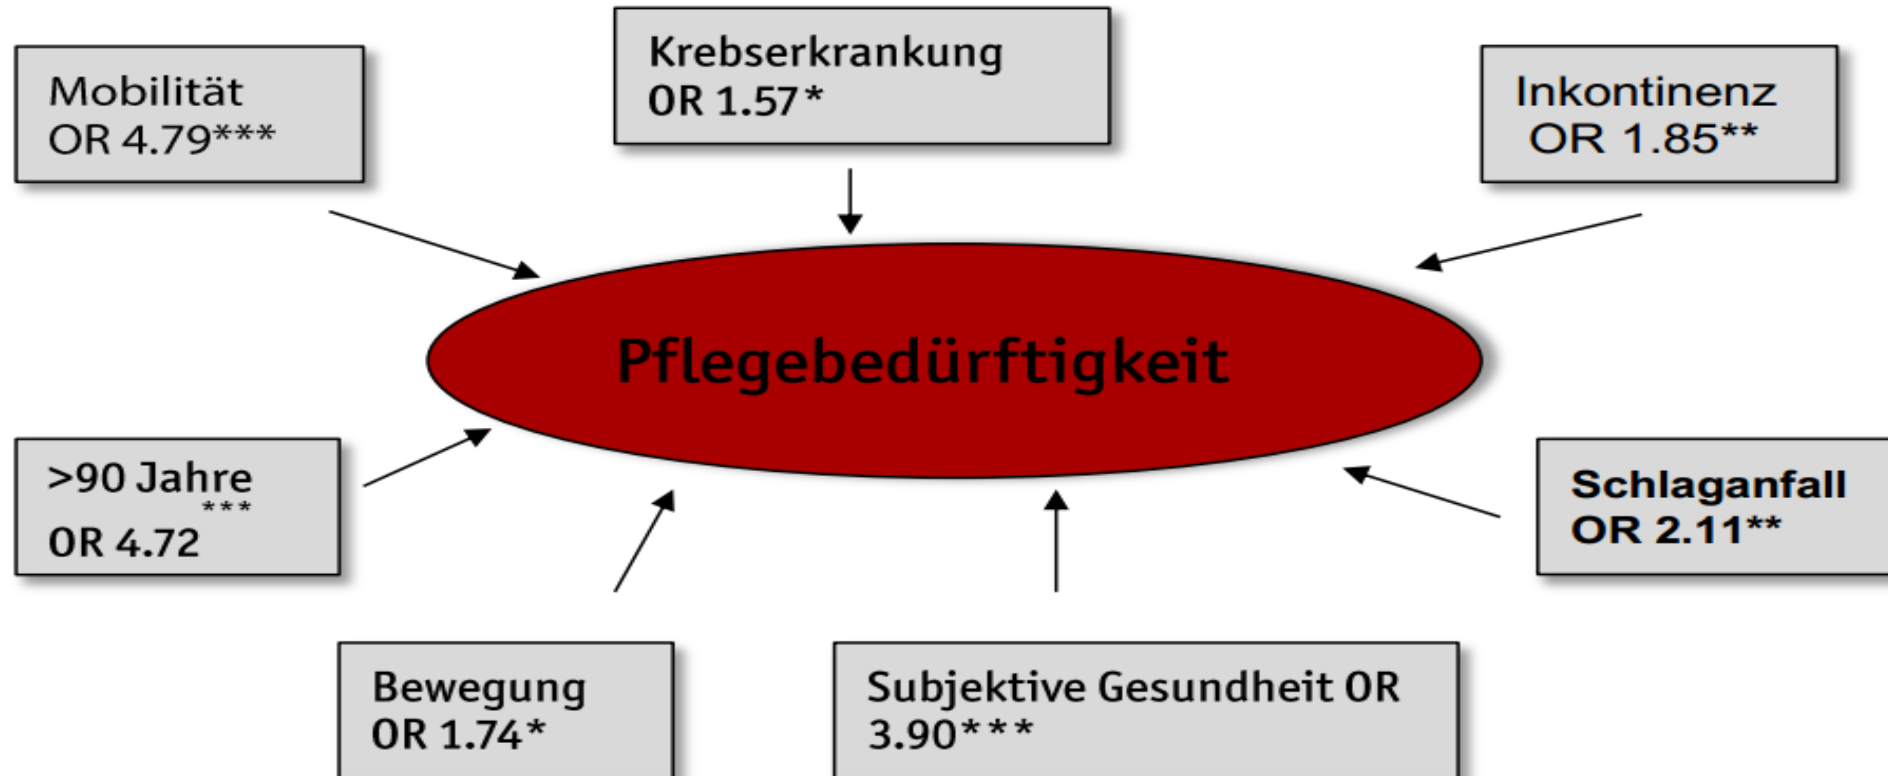 Mobilität
OR 4.79***
Krebserkrankung
OR 1.57*
Inkontinenz
OR 1.85**
Pflegebedürftigkeit
>90 Jahre
***
OR 4.72
Schlaganfall
OR 2.11**
Bewegung
OR 1.74*
Subjektive Gesundheit OR
3.90***